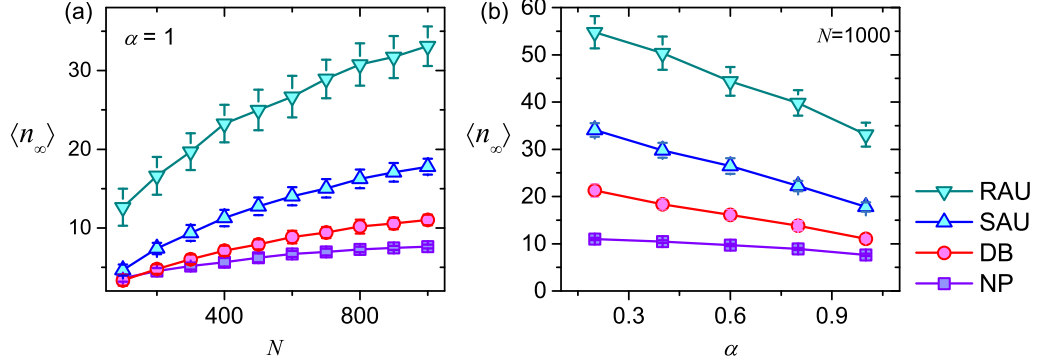 (a)
α = 1
30
20
10
⟨n∞⟩
400
800
N
(b)
N=1000
60
50
40
30
20
10
0
⟨n∞⟩
0.3
0.6
0.9
α
RAU
SAU
DB
NP